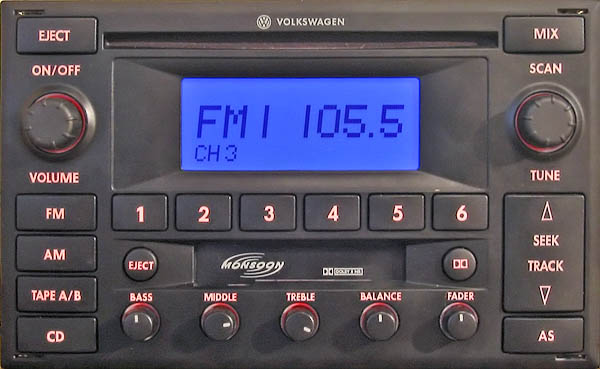 VOLKSWAGEN
EJECT
MIX
ON/OFF
SCAN
FM1 105.5
CH3
VOLUME
TUNE
FM
1 2 3 4 5 6
AM
EJECT
MONSOON
SEEK
TRACK
TAPE A/B
BASS MIDDLE TREBLE BALANCE FADER
CD
AS